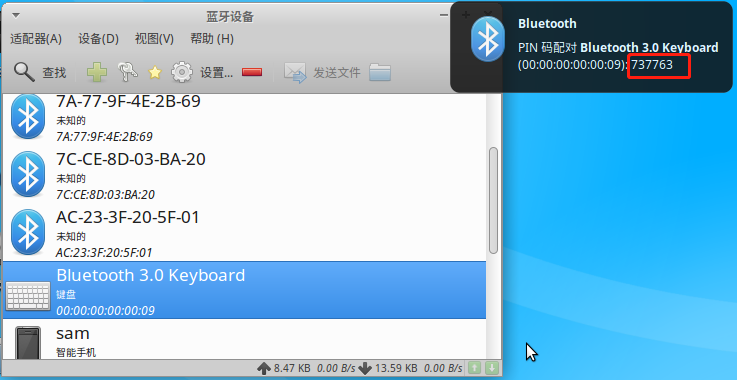 蓝牙设备
适配器(A) 设备(D) 视图(V) 帮助 (H)
查找 设置... 发送文件
7A-77-9F-4E-2B-69
未知的
7A:77:9F:4E:2B:69
7C-CE-8D-03-BA-20
未知的
7C:CE:8D:03:BA:20
AC-23-3F-20-5F-01
未知的
AC:23:3F:20:5F:01
Bluetooth 3.0 Keyboard
键盘
00:00:00:00:00:09
sam
智能手机
8.47 KB 0.00 B/s 13.59 KB 0.00 B/s
Bluetooth
PIN 码配对 Bluetooth 3.0 Keyboard
(00:00:00:00:00:09): 737763